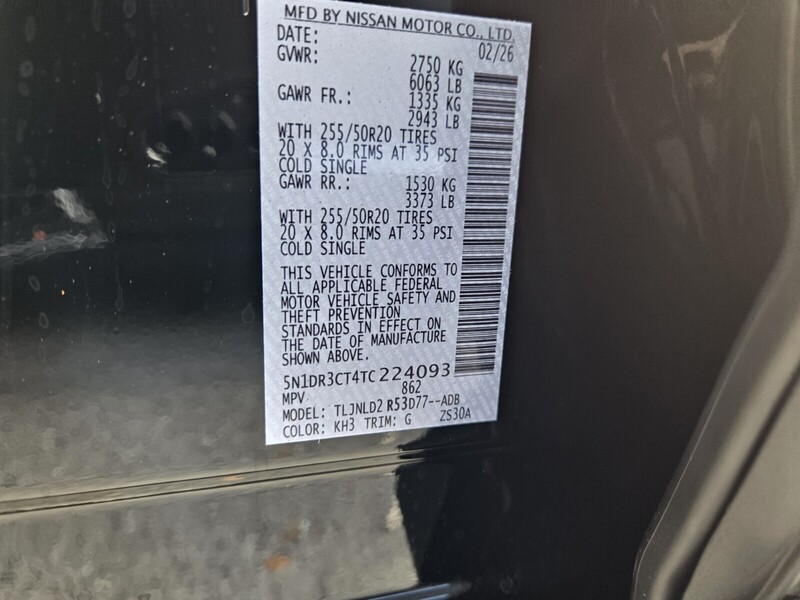 MFD BY NISSAN MOTOR CO., LTD.
DATE: 02/26
GVWR: 2750 KG
6063 LB
GAWR FR.: 1335 KG
2943 LB
WITH 255/50R20 TIRES
20 X 8.0 RIMS AT 35 PSI
COLD SINGLE
GAWR RR.: 1530 KG
3373 LB
WITH 255/50R20 TIRES
20 X 8.0 RIMS AT 35 PSI
COLD SINGLE
THIS VEHICLE CONFORMS TO
ALL APPLICABLE FEDERAL
MOTOR VEHICLE SAFETY AND
THEFT PREVENTION
STANDARDS IN EFFECT ON
THE DATE OF MANUFACTURE
SHOWN ABOVE.
5N1DR3CT4TC224093
MPV 862
MODEL: TLJNLD2 R53D77--ADB
COLOR: KH3 TRIM: G ZS30A